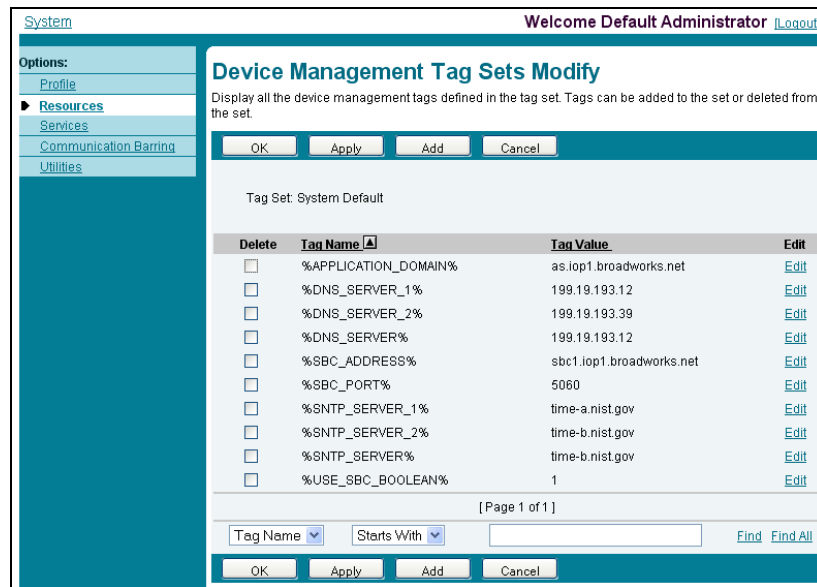 System
Welcome Default Administrator [Logout
Options:
Profile
Resources
Services
Communication Barring
Utilities
Device Management Tag Sets Modify
Display all the device management tags defined in the tag set. Tags can be added to the set or deleted from
the set.
OK Apply Add Cancel
Tag Set: System Default
Delete Tag Name Tag Value Edit
%APPLICATION_DOMAIN% as.iop1.broadworks.net Edit
%DNS_SERVER_1% 199.19.193.12 Edit
%DNS_SERVER_2% 199.19.193.39 Edit
%DNS_SERVER% 199.19.193.12 Edit
%SBC_ADDRESS% sbc1.iop1.broadworks.net Edit
%SBC_PORT% 5060 Edit
%SNTP_SERVER_1% time-a.nist.gov Edit
%SNTP_SERVER_2% time-b.nist.gov Edit
%SNTP_SERVER% time-b.nist.gov Edit
%USE_SBC_BOOLEAN% 1 Edit
[ Page 1 of 1 ]
Tag Name Starts With Find Find All
OK Apply Add Cancel